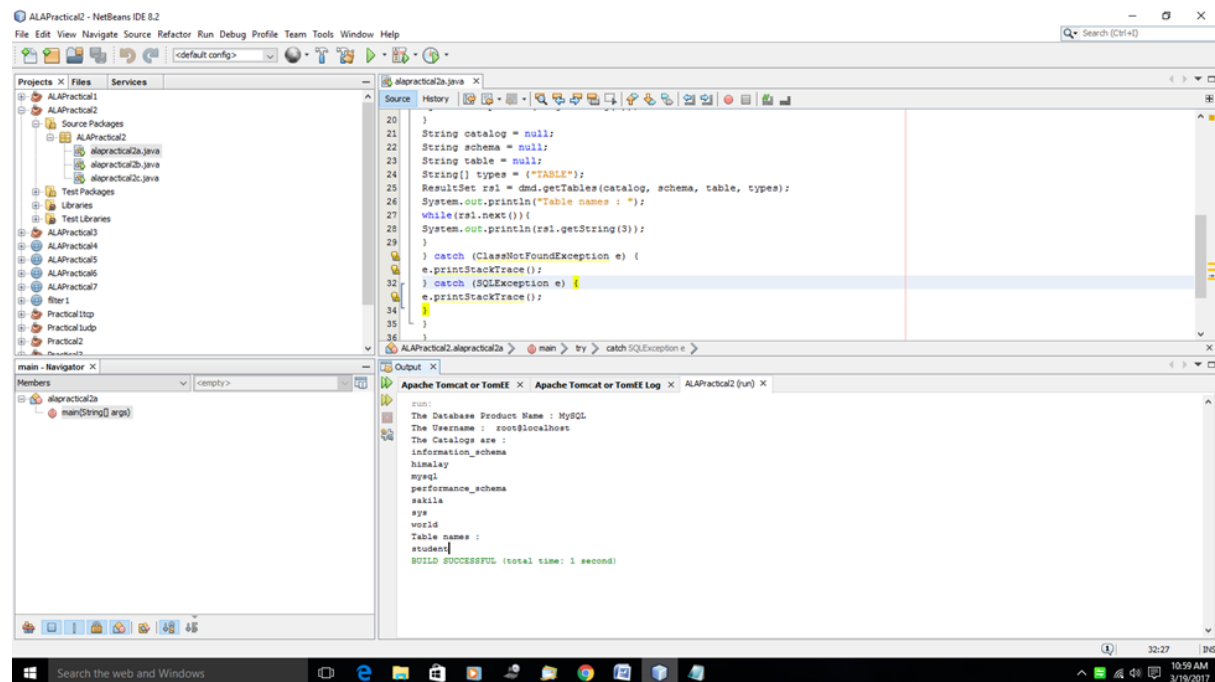 ALAPractical2 - NetBeans IDE 8.2
File Edit View Navigate Source Refactor Run Debug Profile Team Tools Window Help
Search (Ctrl+I)
<default config>
Projects Files Services
ALAPractical1
ALAPractical2
Source Packages
ALAPractical2
alapractical2a.java
alapractical2b.java
alapractical2c.java
Test Packages
Libraries
Test Libraries
ALAPractical3
ALAPractical4
ALAPractical5
ALAPractical6
ALAPractical7
filter1
Practical1tcp
Practical1udp
Practical2
main - Navigator
Members <empty>
alapractical2a
main(String[] args)
alapractical2a.java
Source History
20 }
21 String catalog = null;
22 String schema = null;
23 String table = null;
24 String[] types = {"TABLE"};
25 ResultSet rs1 = dmd.getTables(catalog, schema, table, types);
26 System.out.println("Table names : ");
27 while(rs1.next()){
28 System.out.println(rs1.getString(3));
29 }
} catch (ClassNotFoundException e) {
e.printStackTrace();
32 } catch (SQLException e) {
e.printStackTrace();
34 }
35 }
36 }
ALAPractical2.alapractical2a main try catch SQLException e
Output
Apache Tomcat or TomEE Apache Tomcat or TomEE Log ALAPractical2 (run)
run:
The Database Product Name : MySQL
The Username : root@localhost
The Catalogs are :
information_schema
himalay
mysql
performance_schema
sakila
sys
world
Table names :
student
BUILD SUCCESSFUL (total time: 1 second)
32:27 INS
Search the web and Windows
10:59 AM
3/19/2017